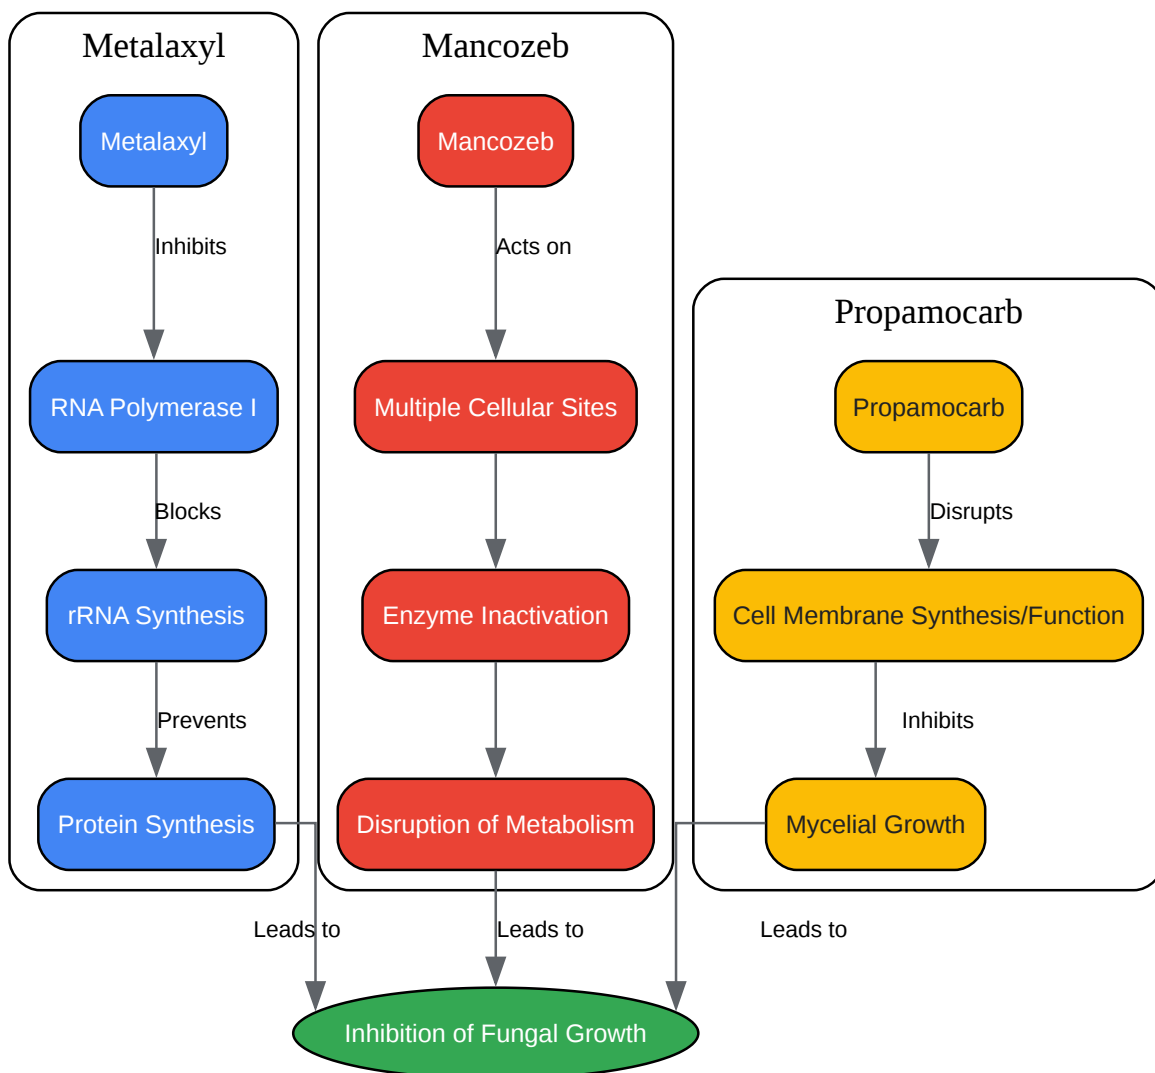 Metalaxyl
Metalaxyl
Inhibits
RNA Polymerase I
Blocks
rRNA Synthesis
Prevents
Protein Synthesis
Leads to
Mancozeb
Mancozeb
Acts on
Multiple Cellular Sites
Enzyme Inactivation
Disruption of Metabolism
Leads to
Propamocarb
Propamocarb
Disrupts
Cell Membrane Synthesis/Function
Inhibits
Mycelial Growth
Leads to
Inhibition of Fungal Growth